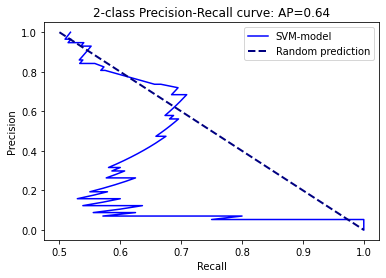 2-class Precision-Recall curve: AP=0.64
SVM-model
Random prediction
Precision
1.0
0.8
0.6
0.4
0.2
0.0
0.5
0.6
0.7
0.8
0.9
1.0
Recall